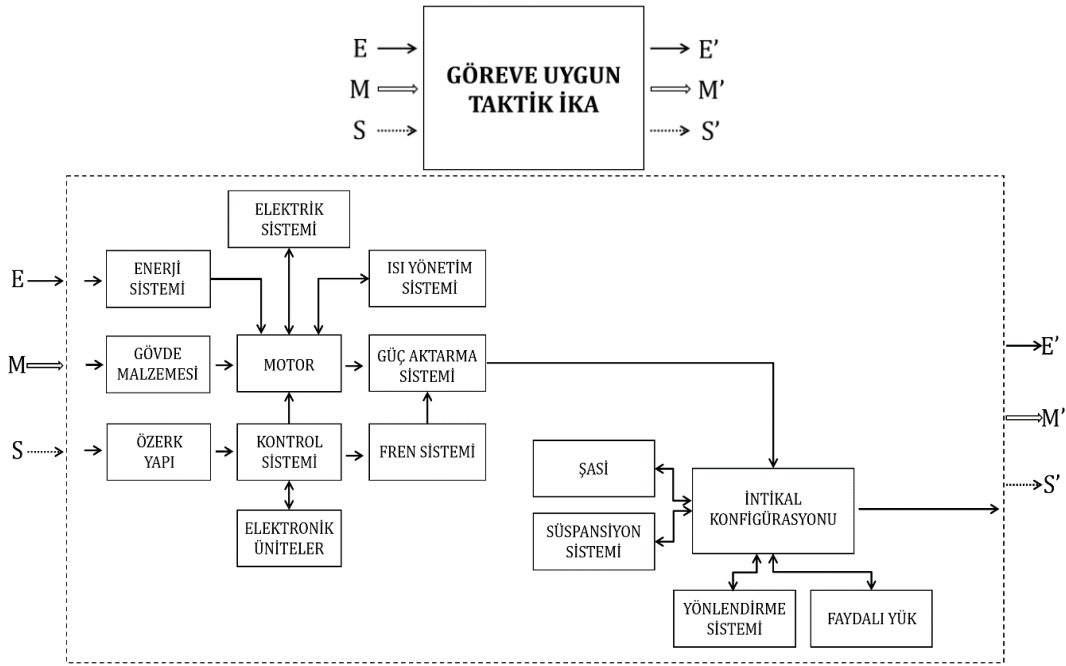 E
E’
GÖREVE UYGUN
TAKTİK İKA
M
M’
S
S’
ELEKTRİK
SİSTEMİ
E
ENERJİ
SİSTEMİ
ISI YÖNETİM
SİSTEMİ
M
GÖVDE
MALZEMESİ
MOTOR
GÜÇ AKTARMA
SİSTEMİ
E’
M’
S
ÖZERK
YAPI
KONTROL
SİSTEMİ
FREN SİSTEMİ
S’
ŞASİ
İNTİKAL
KONFİGÜRASYONU
ELEKTRONİK
ÜNİTELER
SÜSPANSİYON
SİSTEMİ
YÖNLENDİRME
SİSTEMİ
FAYDALI YÜK